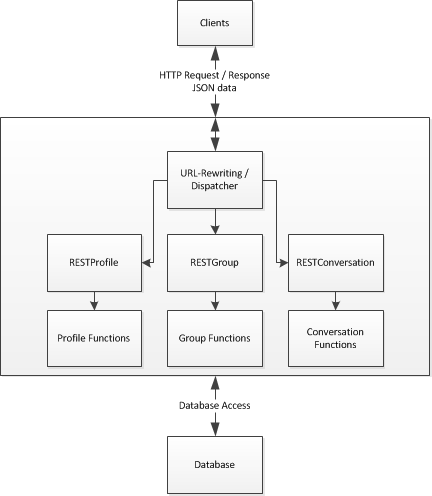 Clients
HTTP Request / Response
JSON data
URL-Rewriting /
Dispatcher
RESTProfile
RESTGroup
RESTConversation
Profile Functions
Group Functions
Conversation
Functions
Database Access
Database